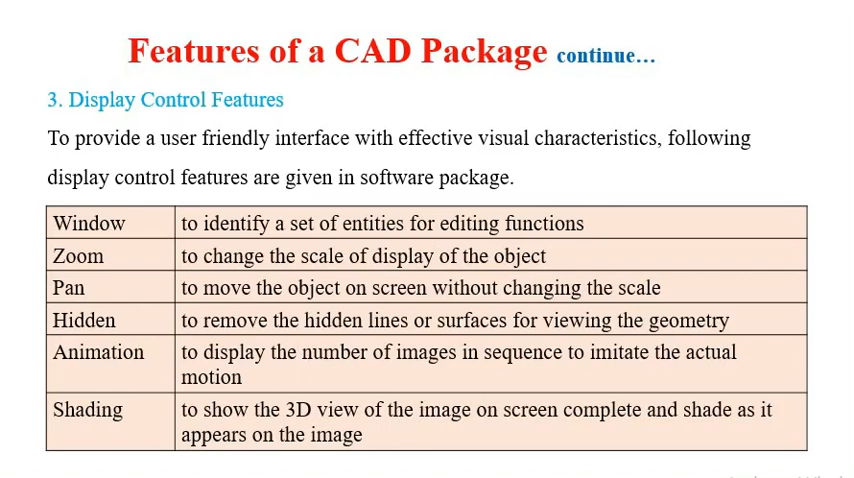 Features of a CAD Package continue…
3. Display Control Features
To provide a user friendly interface with effective visual characteristics, following
display control features are given in software package.
Window to identify a set of entities for editing functions
Zoom to change the scale of display of the object
Pan to move the object on screen without changing the scale
Hidden to remove the hidden lines or surfaces for viewing the geometry
Animation to display the number of images in sequence to imitate the actual
motion
Shading to show the 3D view of the image on screen complete and shade as it
appears on the image